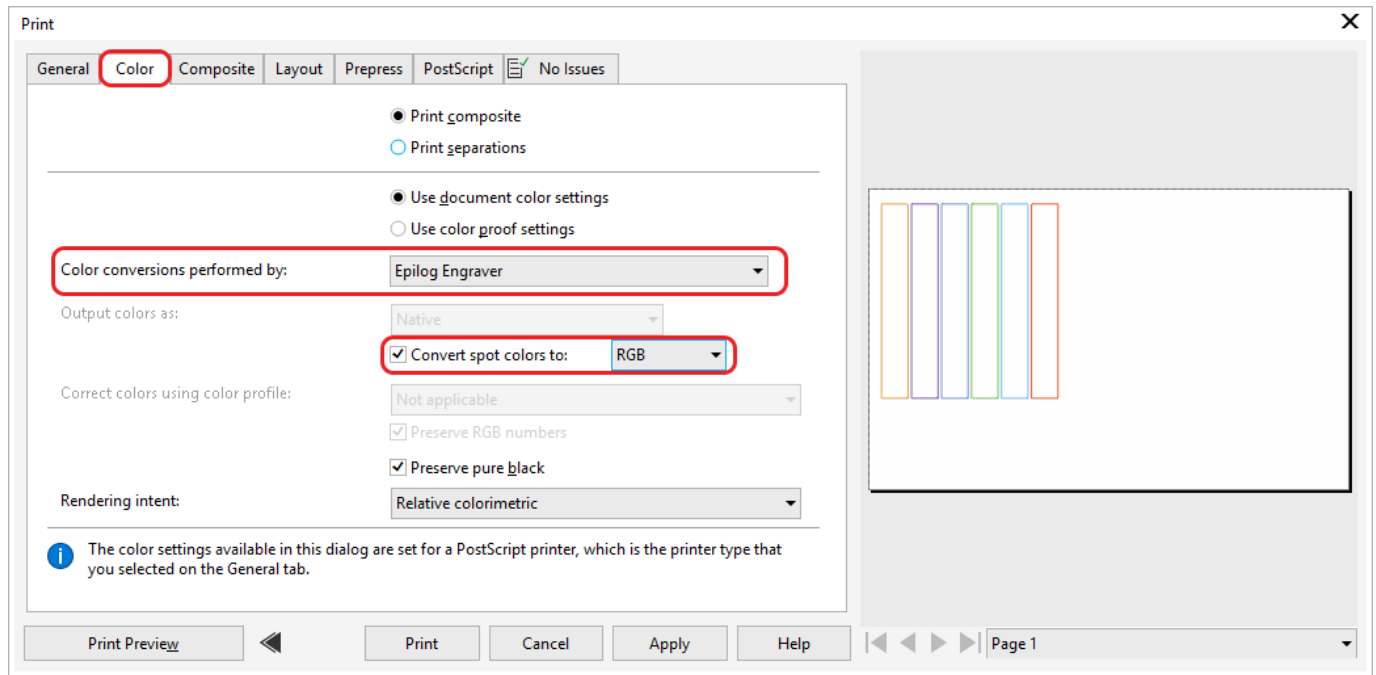 Print
General Color Composite Layout Prepress PostScript No Issues
Print composite
Print separations
Use document color settings
Use color proof settings
Color conversions performed by: Epilog Engraver
Output colors as: Native
Convert spot colors to: RGB
Correct colors using color profile: Not applicable
Preserve RGB numbers
Preserve pure black
Rendering intent: Relative colorimetric
The color settings available in this dialog are set for a PostScript printer, which is the printer type that
you selected on the General tab.
Print Preview Print Cancel Apply Help Page 1